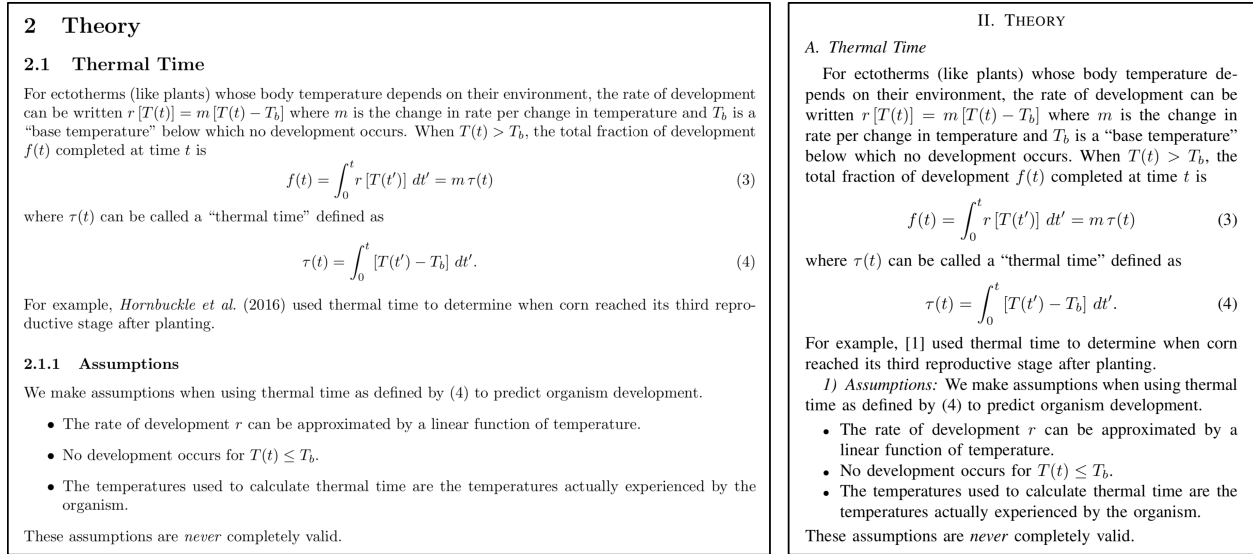 2 Theory
2.1 Thermal Time
For ectotherms (like plants) whose body temperature depends on their environment, the rate of development
can be written r [T(t)] = m [T(t) − T_b] where m is the change in rate per change in temperature and T_b is a
“base temperature” below which no development occurs. When T(t) > T_b, the total fraction of development
f(t) completed at time t is
f(t) = ∫_0^t r [T(t′)] dt′ = m τ(t) (3)
where τ(t) can be called a “thermal time” defined as
τ(t) = ∫_0^t [T(t′) − T_b] dt′. (4)
For example, Hornbuckle et al. (2016) used thermal time to determine when corn reached its third repro-
ductive stage after planting.
2.1.1 Assumptions
We make assumptions when using thermal time as defined by (4) to predict organism development.
• The rate of development r can be approximated by a linear function of temperature.
• No development occurs for T(t) ≤ T_b.
• The temperatures used to calculate thermal time are the temperatures actually experienced by the
organism.
These assumptions are never completely valid.
II. THEORY
A. Thermal Time
For ectotherms (like plants) whose body temperature de-
pends on their environment, the rate of development can be
written r [T(t)] = m [T(t) − T_b] where m is the change in
rate per change in temperature and T_b is a “base temperature”
below which no development occurs. When T(t) > T_b, the
total fraction of development f(t) completed at time t is
f(t) = ∫_0^t r [T(t′)] dt′ = m τ(t) (3)
where τ(t) can be called a “thermal time” defined as
τ(t) = ∫_0^t [T(t′) − T_b] dt′. (4)
For example, [1] used thermal time to determine when corn
reached its third reproductive stage after planting.
1) Assumptions: We make assumptions when using thermal
time as defined by (4) to predict organism development.
• The rate of development r can be approximated by a
linear function of temperature.
• No development occurs for T(t) ≤ T_b.
• The temperatures used to calculate thermal time are the
temperatures actually experienced by the organism.
These assumptions are never completely valid.